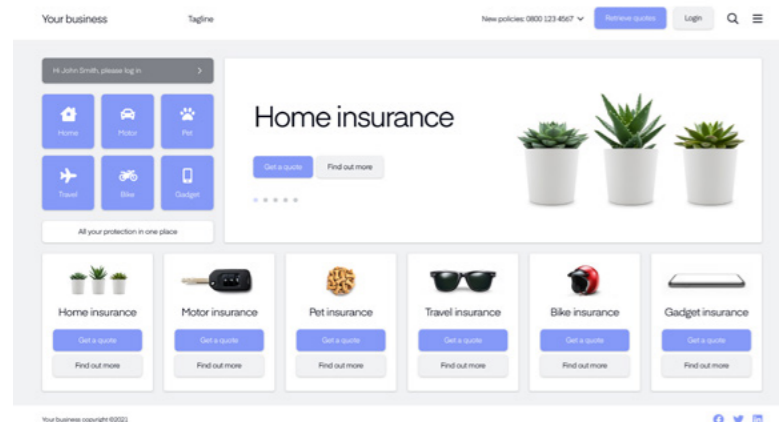 Your business
Tagline
New policies: 0800 123 4567
Retrieve quotes
Login
Hi John Smith, please log in
Home
Motor
Pet
Travel
Bike
Gadget
All your protection in one place
Home insurance
Get a quote
Find out more
Home insurance
Get a quote
Find out more
Motor insurance
Get a quote
Find out more
Pet insurance
Get a quote
Find out more
Travel insurance
Get a quote
Find out more
Bike insurance
Get a quote
Find out more
Gadget insurance
Get a quote
Find out more
Your business copyright ©2021